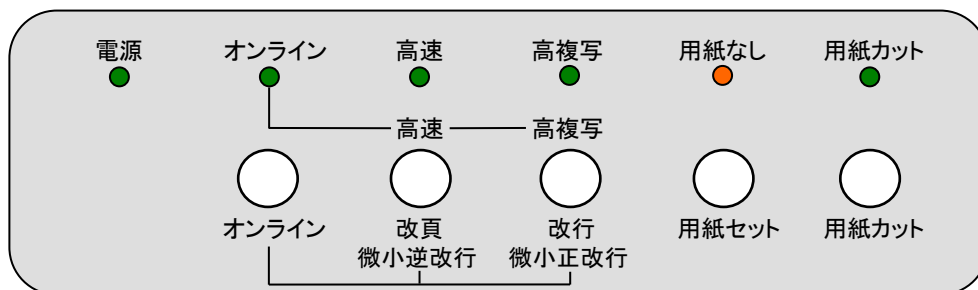 電源 オンライン 高速 高複写 用紙なし 用紙カット
高速 高複写
オンライン 改頁 改行 用紙セット 用紙カット
微小逆改行 微小正改行